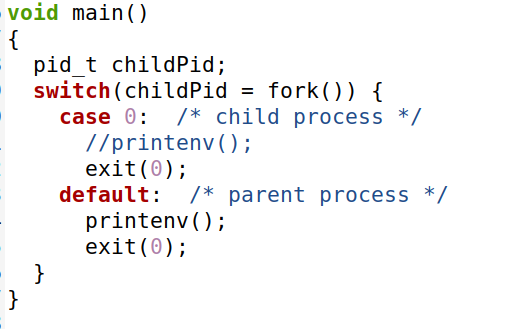 void main()
{
  pid_t childPid;
  switch(childPid = fork()) {
    case 0:  /* child process */
      //printenv();
      exit(0);
    default:  /* parent process */
      printenv();
      exit(0);
  }
}